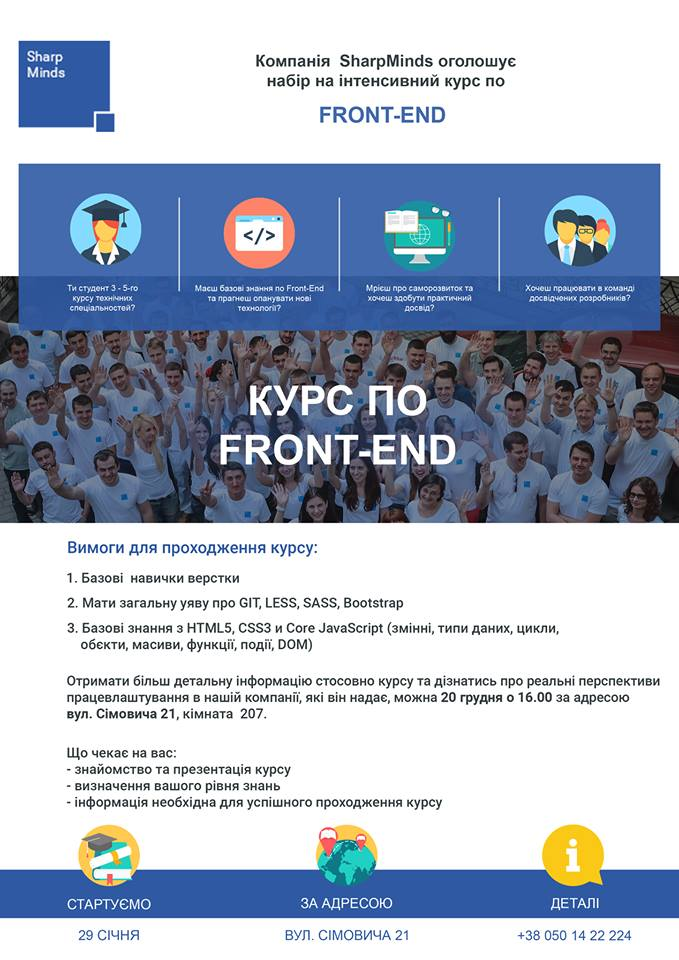 Sharp
Minds
Компанія SharpMinds оголошує
набір на інтенсивний курс по
FRONT-END
</>
Ти студент 3 - 5-го
курсу технічних
спеціальностей?
Маєш базові знання по Front-End
та прагнеш опанувати нові
технології?
Мрієш про саморозвиток та
хочеш здобути практичний
досвід?
Хочеш працювати в команді
досвідчених розробників?
КУРС ПО
FRONT-END
Вимоги для проходження курсу:
1. Базові навички верстки
2. Мати загальну уяву про GIT, LESS, SASS, Bootstrap
3. Базові знання з HTML5, CSS3 и Core JavaScript (змінні, типи даних, цикли,
обєкти, масиви, функції, події, DOM)
Отримати більш детальну інформацію стосовно курсу та дізнатись про реальні перспективи
працевлаштування в нашій компанії, які він надає, можна 20 грудня о 16.00 за адресою
вул. Сімовича 21, кімната 207.
Що чекає на вас:
- знайомство та презентація курсу
- визначення вашого рівня знань
- інформація необхідна для успішного проходження курсу
СТАРТУЄМО
ЗА АДРЕСОЮ
ДЕТАЛІ
29 СІЧНЯ
ВУЛ. СІМОВИЧА 21
+38 050 14 22 224